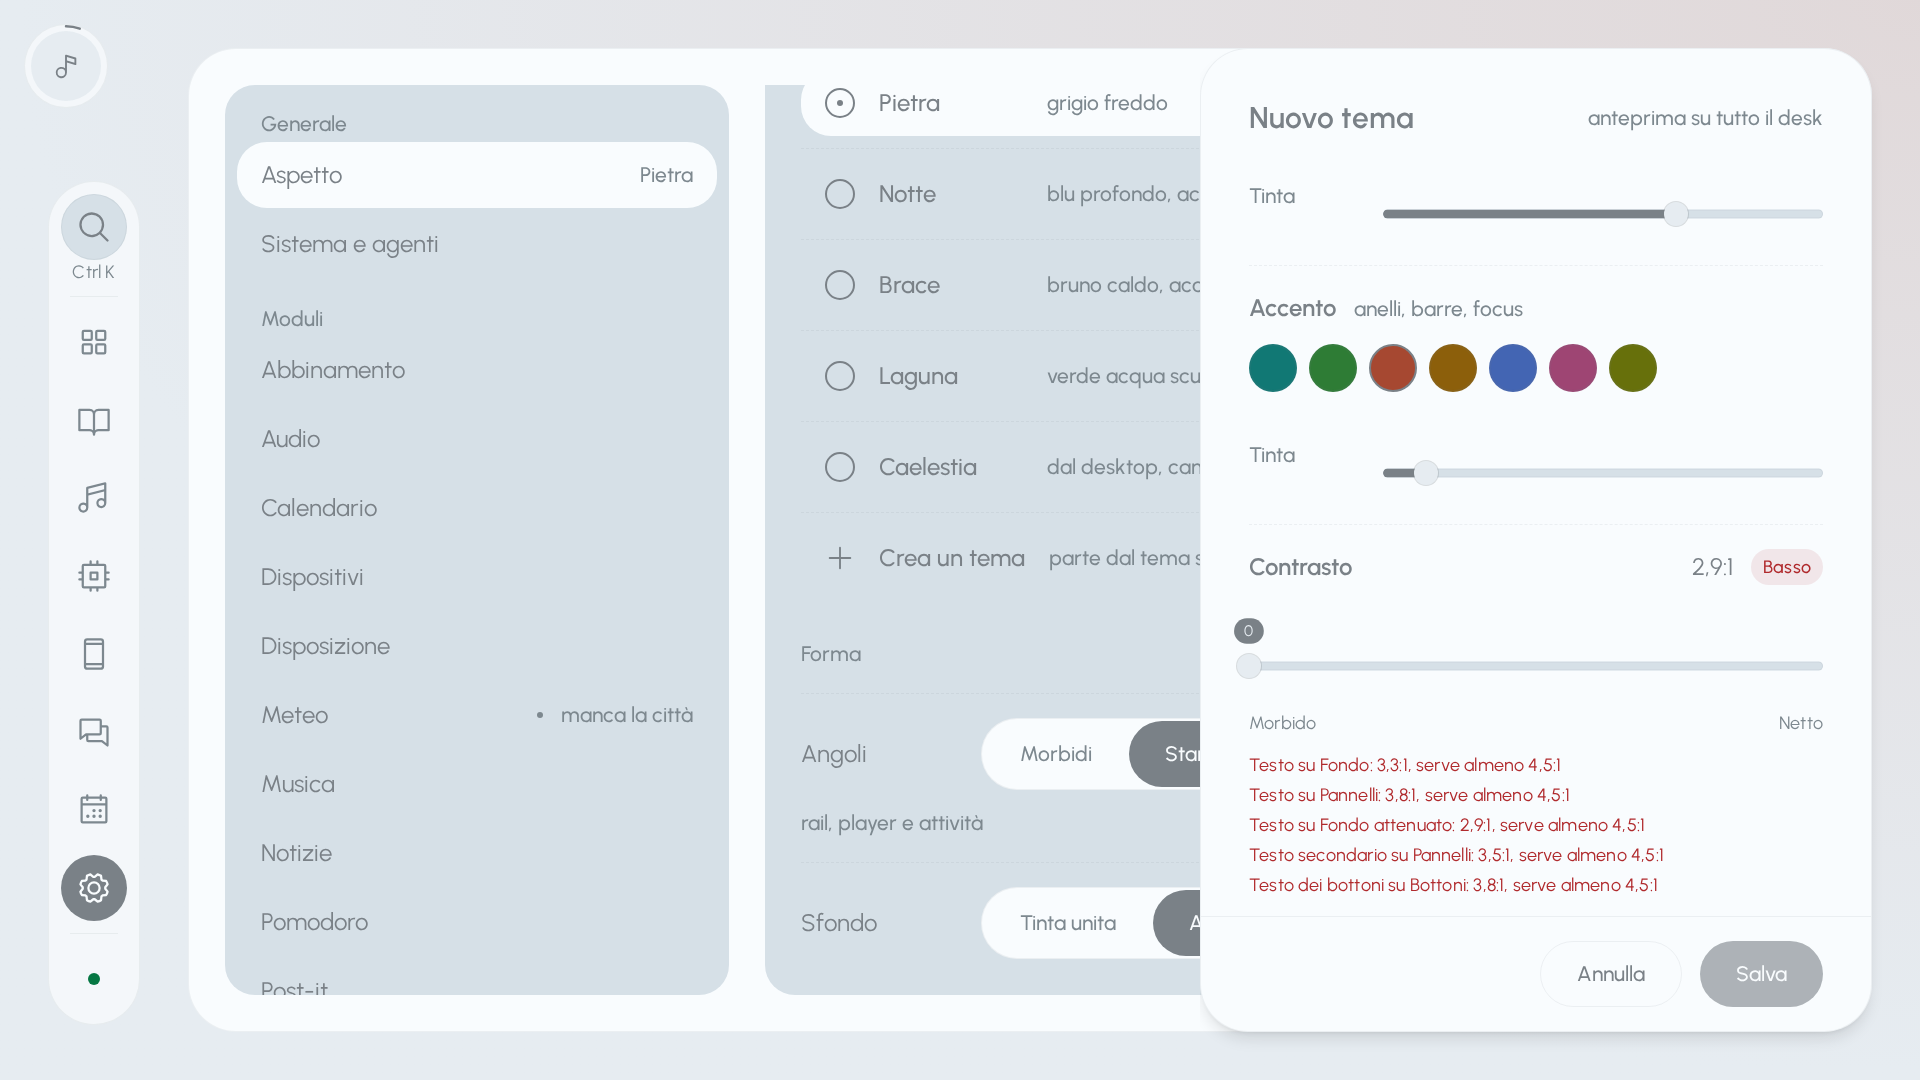 Ctrl K
Generale
Aspetto Pietra
Sistema e agenti
Moduli
Abbinamento
Audio
Calendario
Dispositivi
Disposizione
Meteo • manca la città
Musica
Notizie
Pomodoro
Post-it
Pietra grigio freddo
Notte blu profondo, ac
Brace bruno caldo, acc
Laguna verde acqua scu
Caelestia dal desktop, can
Crea un tema parte dal tema s
Forma
Angoli Morbidi Stan
rail, player e attività
Sfondo Tinta unita A
Nuovo tema anteprima su tutto il desk
Tinta
Accento anelli, barre, focus
Tinta
Contrasto 2,9:1 Basso
0
Morbido Netto
Testo su Fondo: 3,3:1, serve almeno 4,5:1
Testo su Pannelli: 3,8:1, serve almeno 4,5:1
Testo su Fondo attenuato: 2,9:1, serve almeno 4,5:1
Testo secondario su Pannelli: 3,5:1, serve almeno 4,5:1
Testo dei bottoni su Bottoni: 3,8:1, serve almeno 4,5:1
Annulla Salva